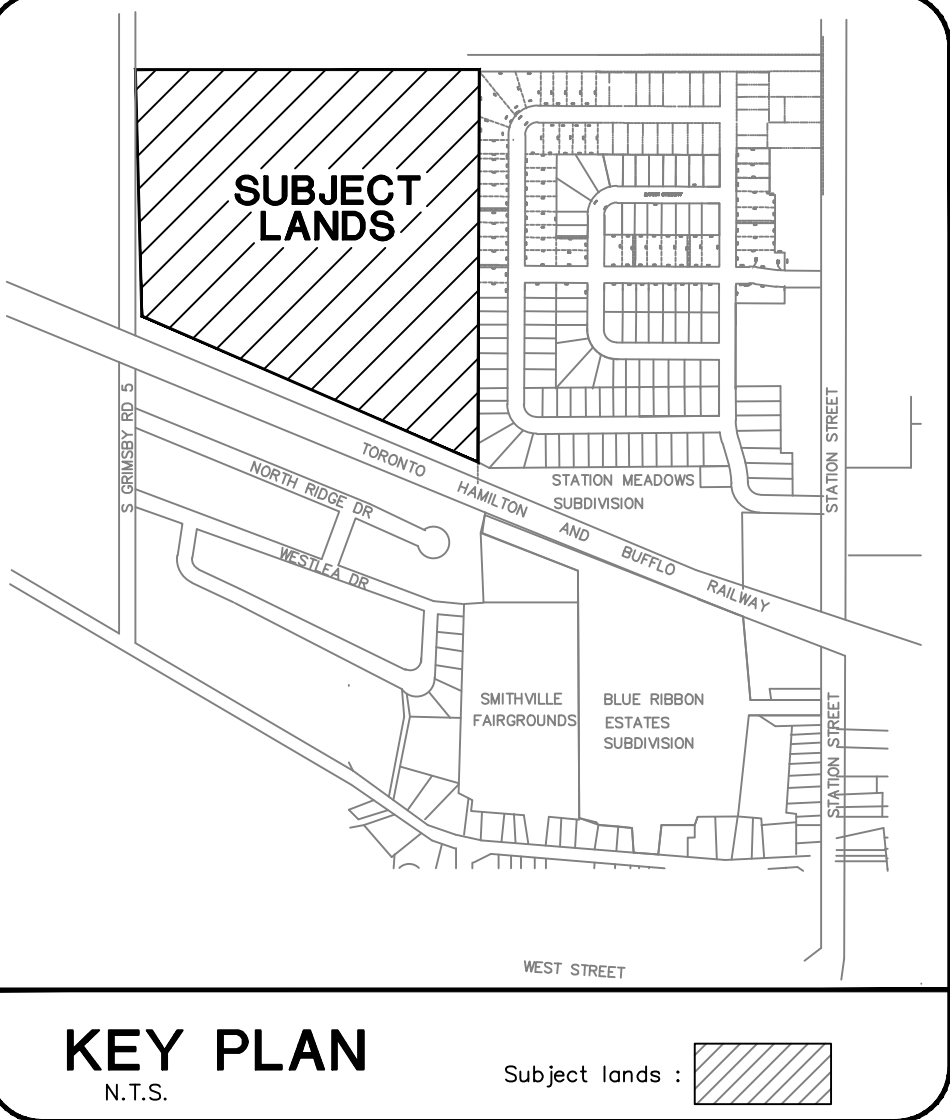 SUBJECT
LANDS
S GRIMSBY RD 5
STATION STREET
TORONTO HAMILTON AND BUFFLO RAILWAY
NORTH RIDGE DR
STATION MEADOWS
SUBDIVISION
WESTLEA DR
SMITHVILLE
FAIRGROUNDS
BLUE RIBBON
ESTATES
SUBDIVISION
STATION STREET
WEST STREET
KEY PLAN
N.T.S.
Subject lands :